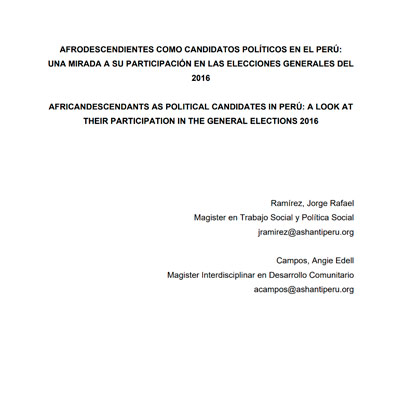 AFRODESCENDIENTES COMO CANDIDATOS POLÍTICOS EN EL PERÚ:
UNA MIRADA A SU PARTICIPACIÓN EN LAS ELECCIONES GENERALES DEL
2016
AFRICANDESCENDANTS AS POLITICAL CANDIDATES IN PERÚ: A LOOK AT
THEIR PARTICIPATION IN THE GENERAL ELECTIONS 2016
Ramírez, Jorge Rafael
Magister en Trabajo Social y Política Social
jramirez@ashantiperu.org
Campos, Angie Edell
Magister Interdisciplinar en Desarrollo Comunitario
acampos@ashantiperu.org